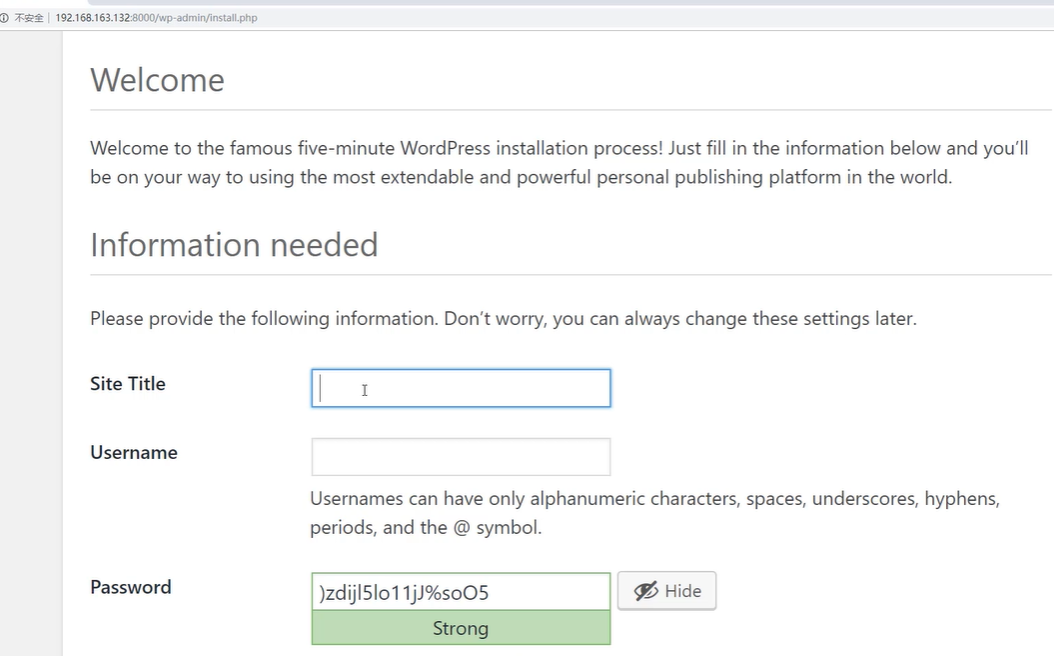 不安全 192.168.163.132:8000/wp-admin/install.php
Welcome
Welcome to the famous five-minute WordPress installation process! Just fill in the information below and you’ll
be on your way to using the most extendable and powerful personal publishing platform in the world.
Information needed
Please provide the following information. Don’t worry, you can always change these settings later.
Site Title
Username
Usernames can have only alphanumeric characters, spaces, underscores, hyphens,
periods, and the @ symbol.
Password )zdijl5lo11jJ%soO5 Hide
Strong